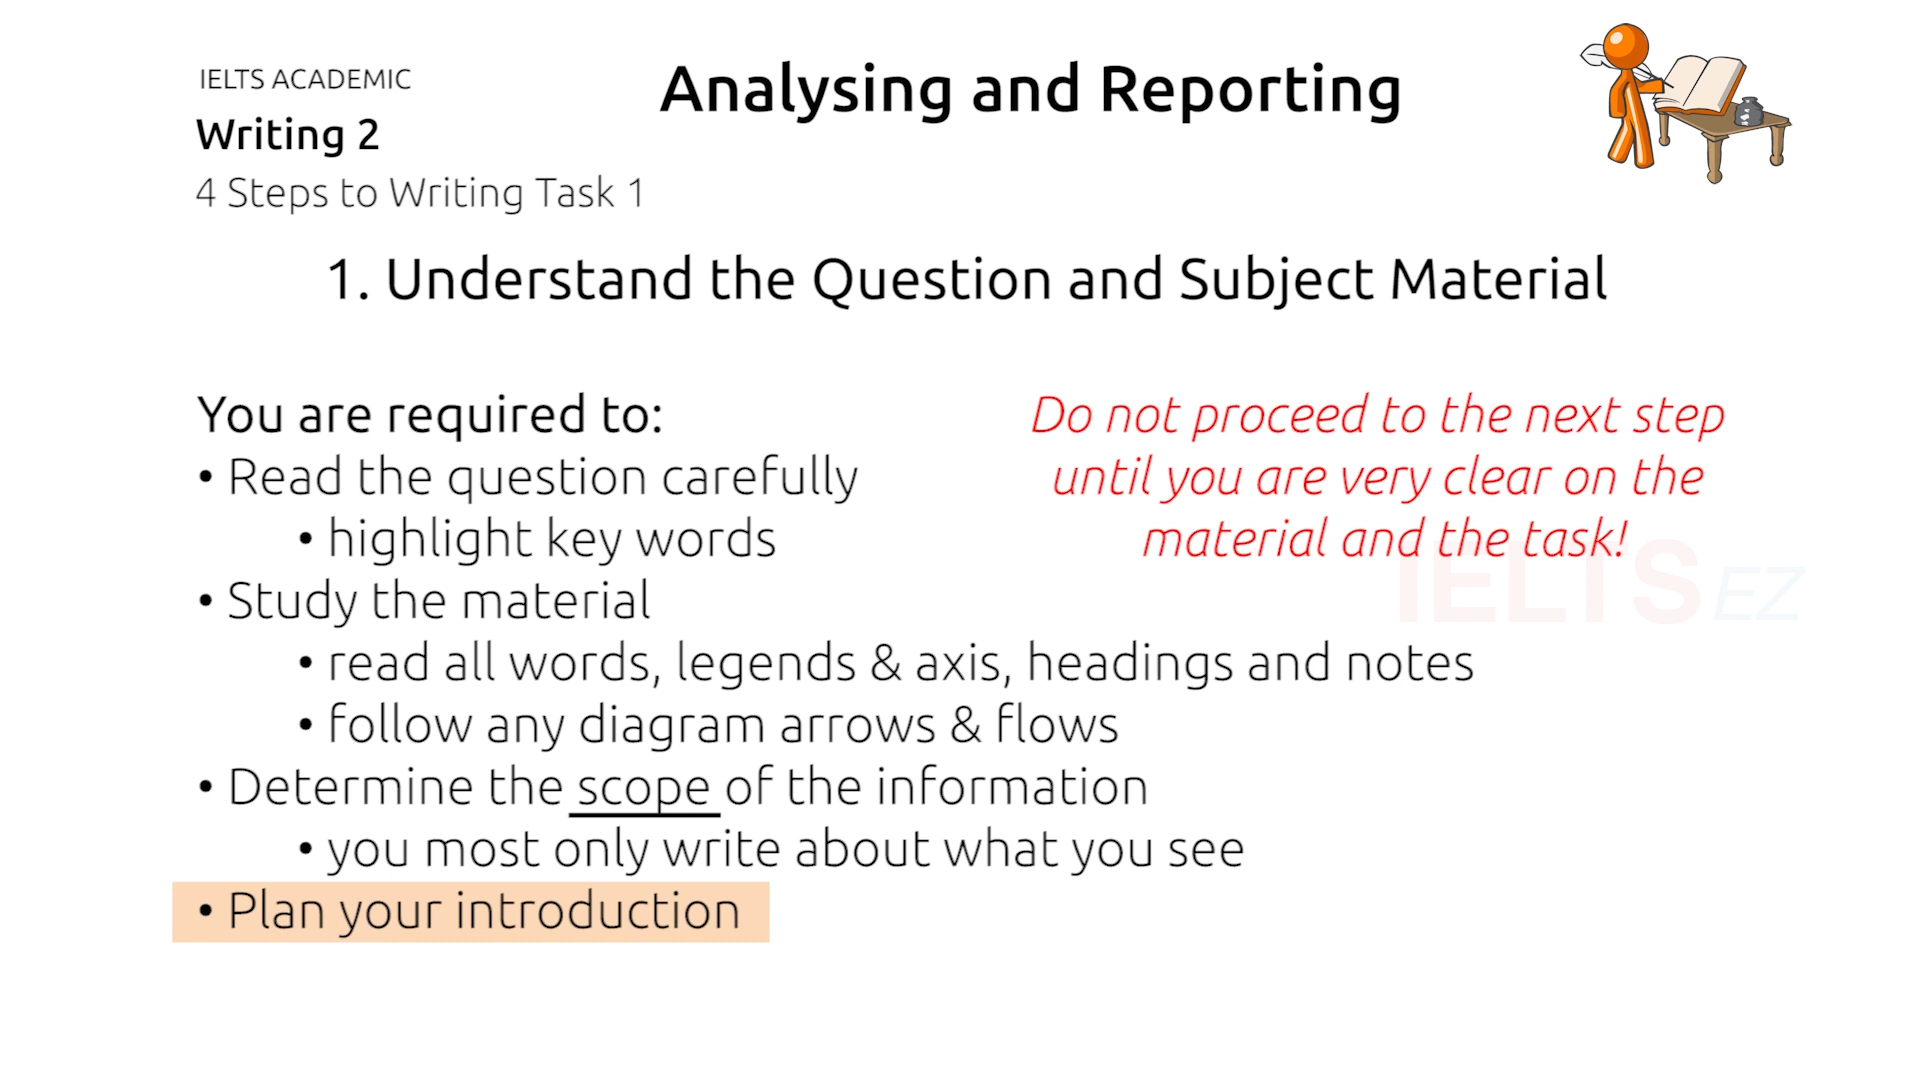 IELTS ACADEMIC
Writing 2
4 Steps to Writing Task 1
Analysing and Reporting
1. Understand the Question and Subject Material
You are required to:
• Read the question carefully
• highlight key words
• Study the material
• read all words, legends & axis, headings and notes
• follow any diagram arrows & flows
• Determine the scope of the information
• you most only write about what you see
• Plan your introduction
Do not proceed to the next step
until you are very clear on the
material and the task!
IELTS EZ